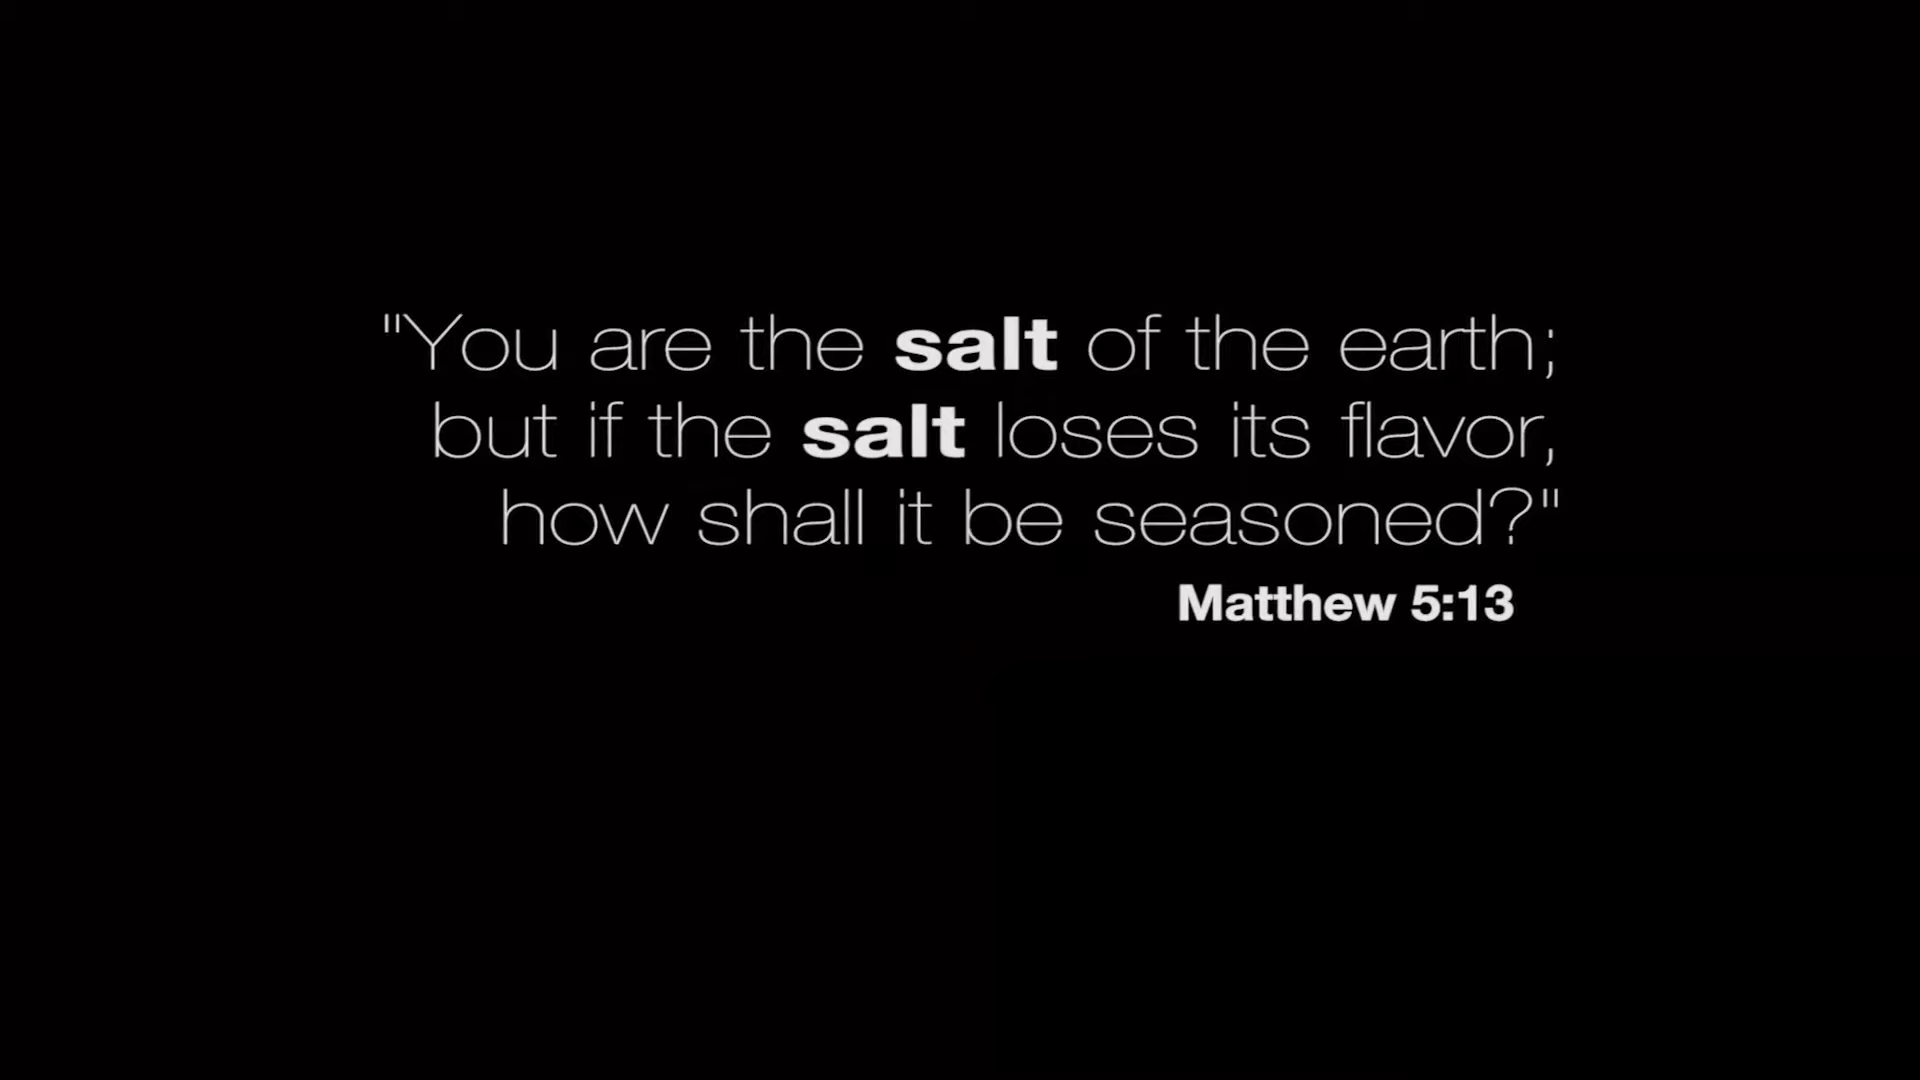 "You are the salt of the earth;
but if the salt loses its flavor,
how shall it be seasoned?"
Matthew 5:13